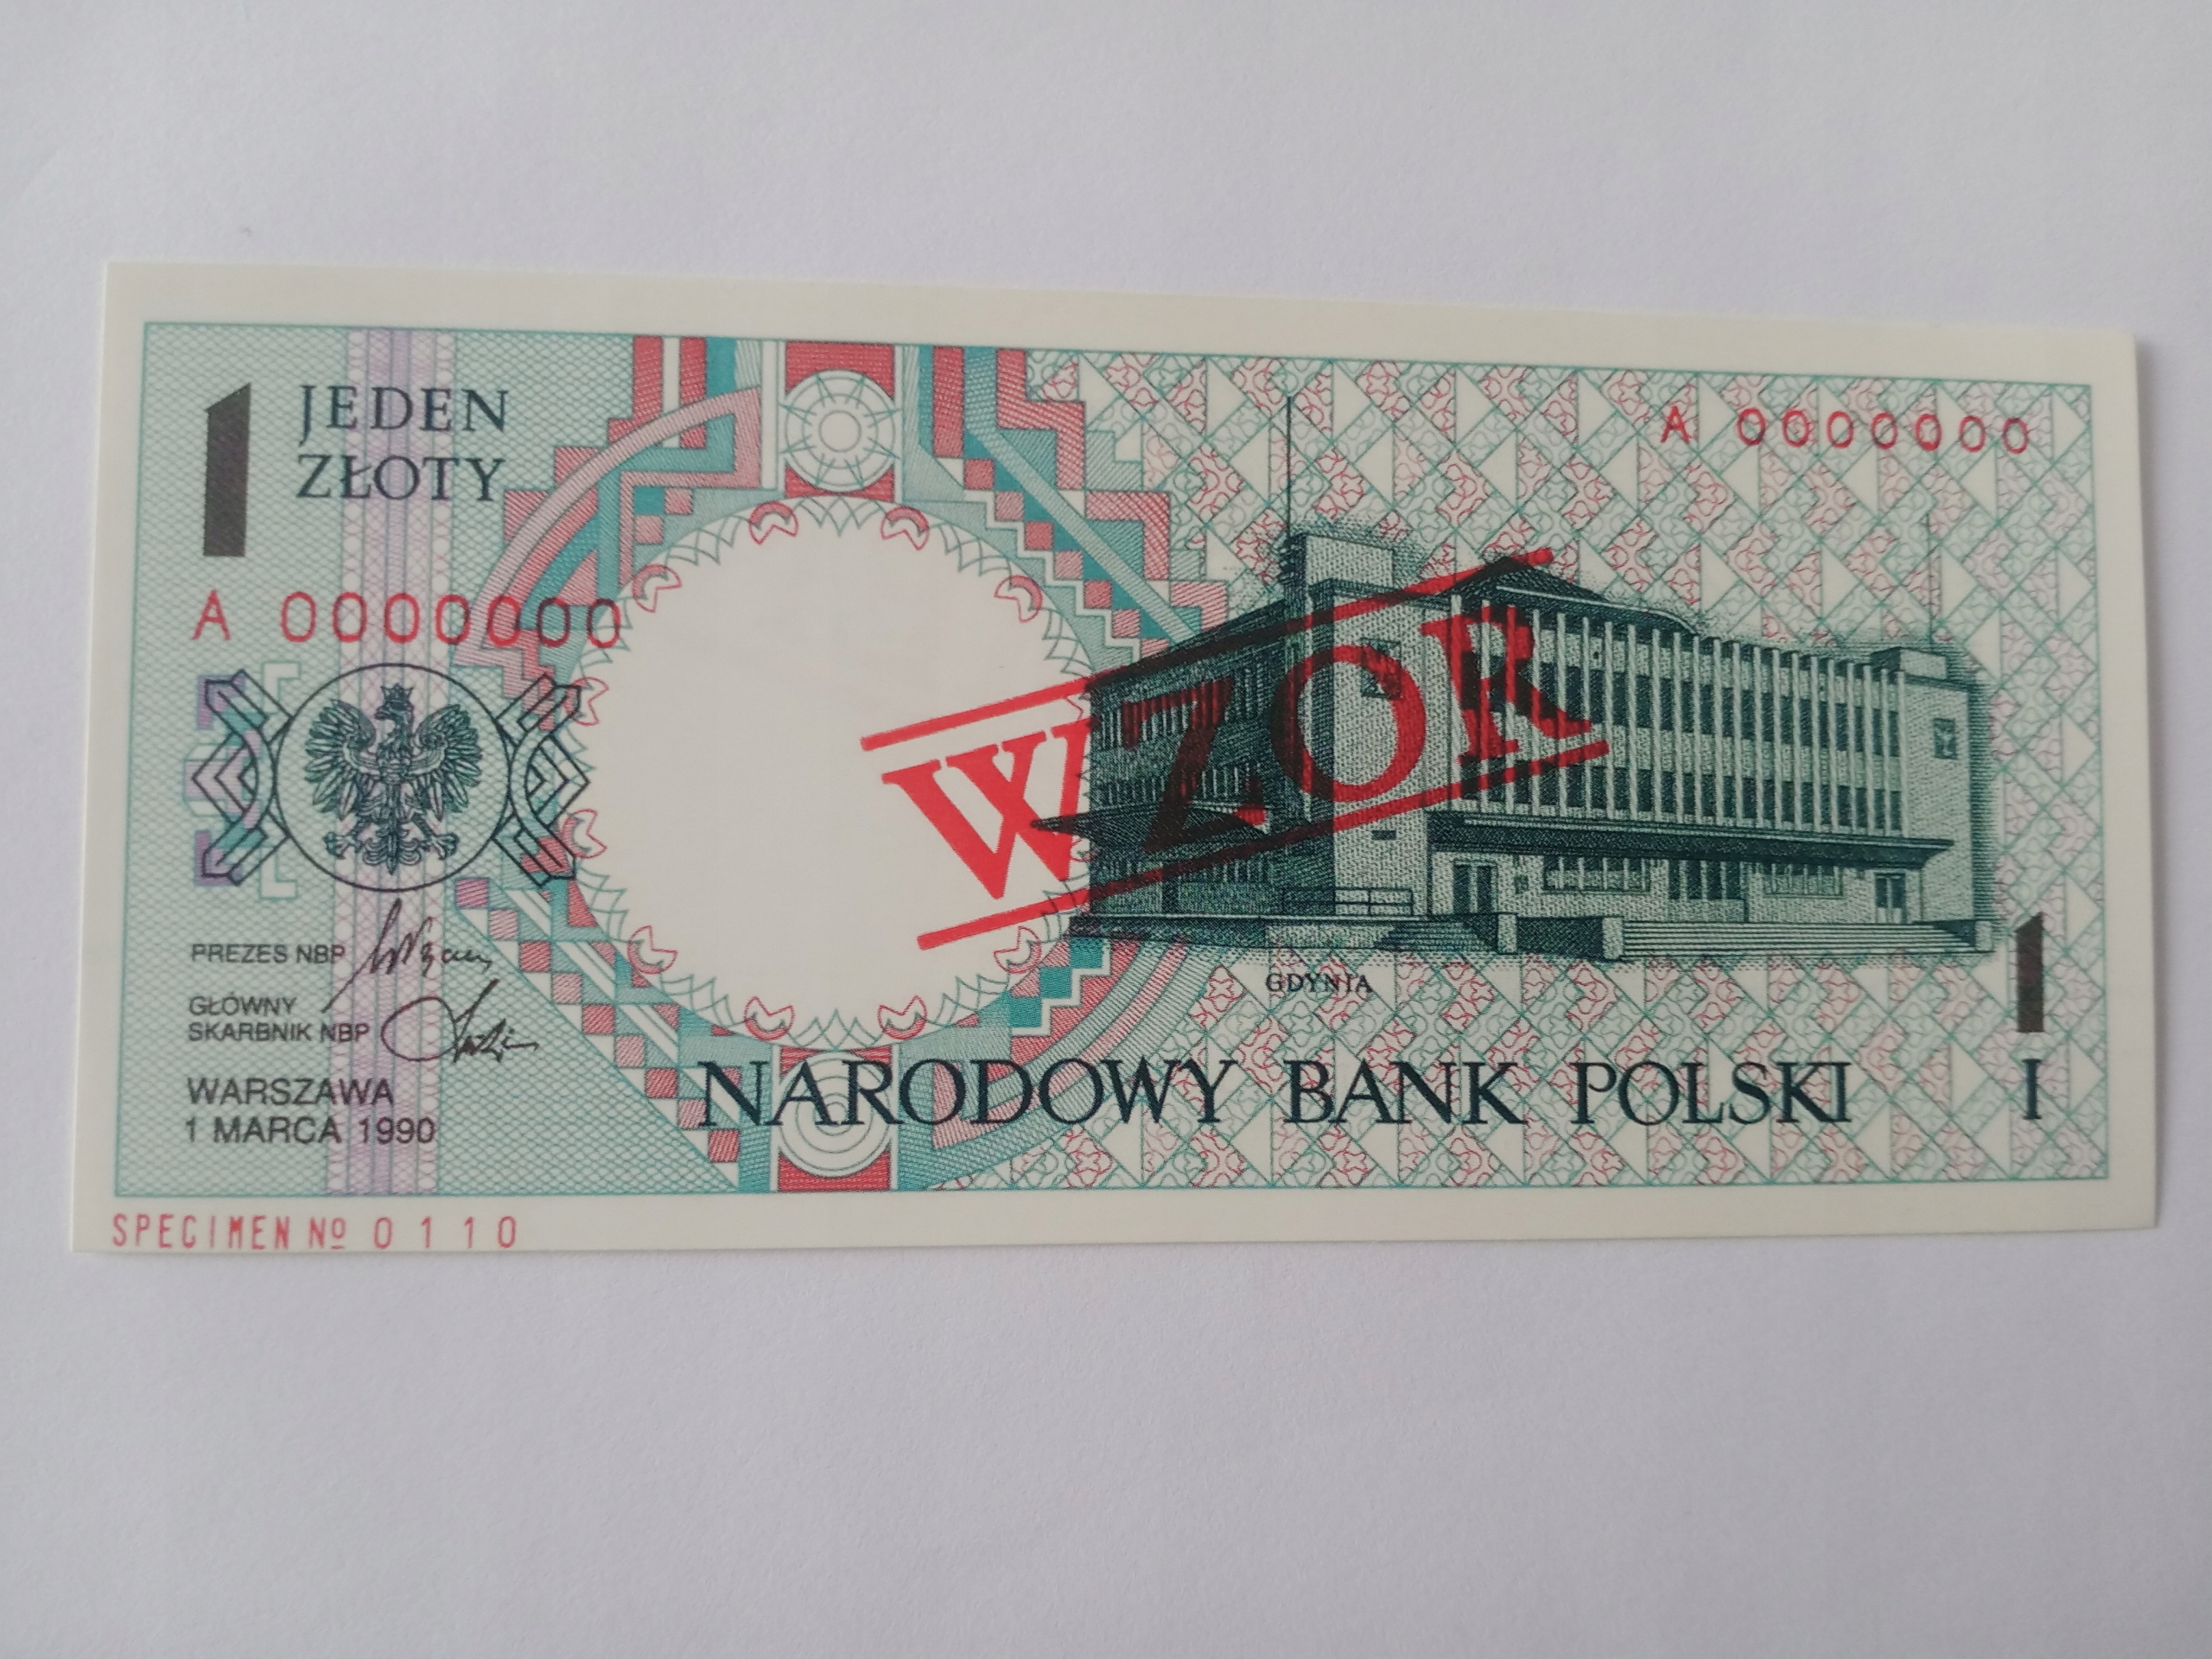 1 JEDEN
ZŁOTY
A 0000000
A 0000000
WZOR
PREZES NBP
GŁÓWNY
SKARBNIK NBP
WARSZAWA
1 MARCA 1990
GDYNIA
1
NARODOWY BANK POLSKI I
SPECIMEN Nº 0110